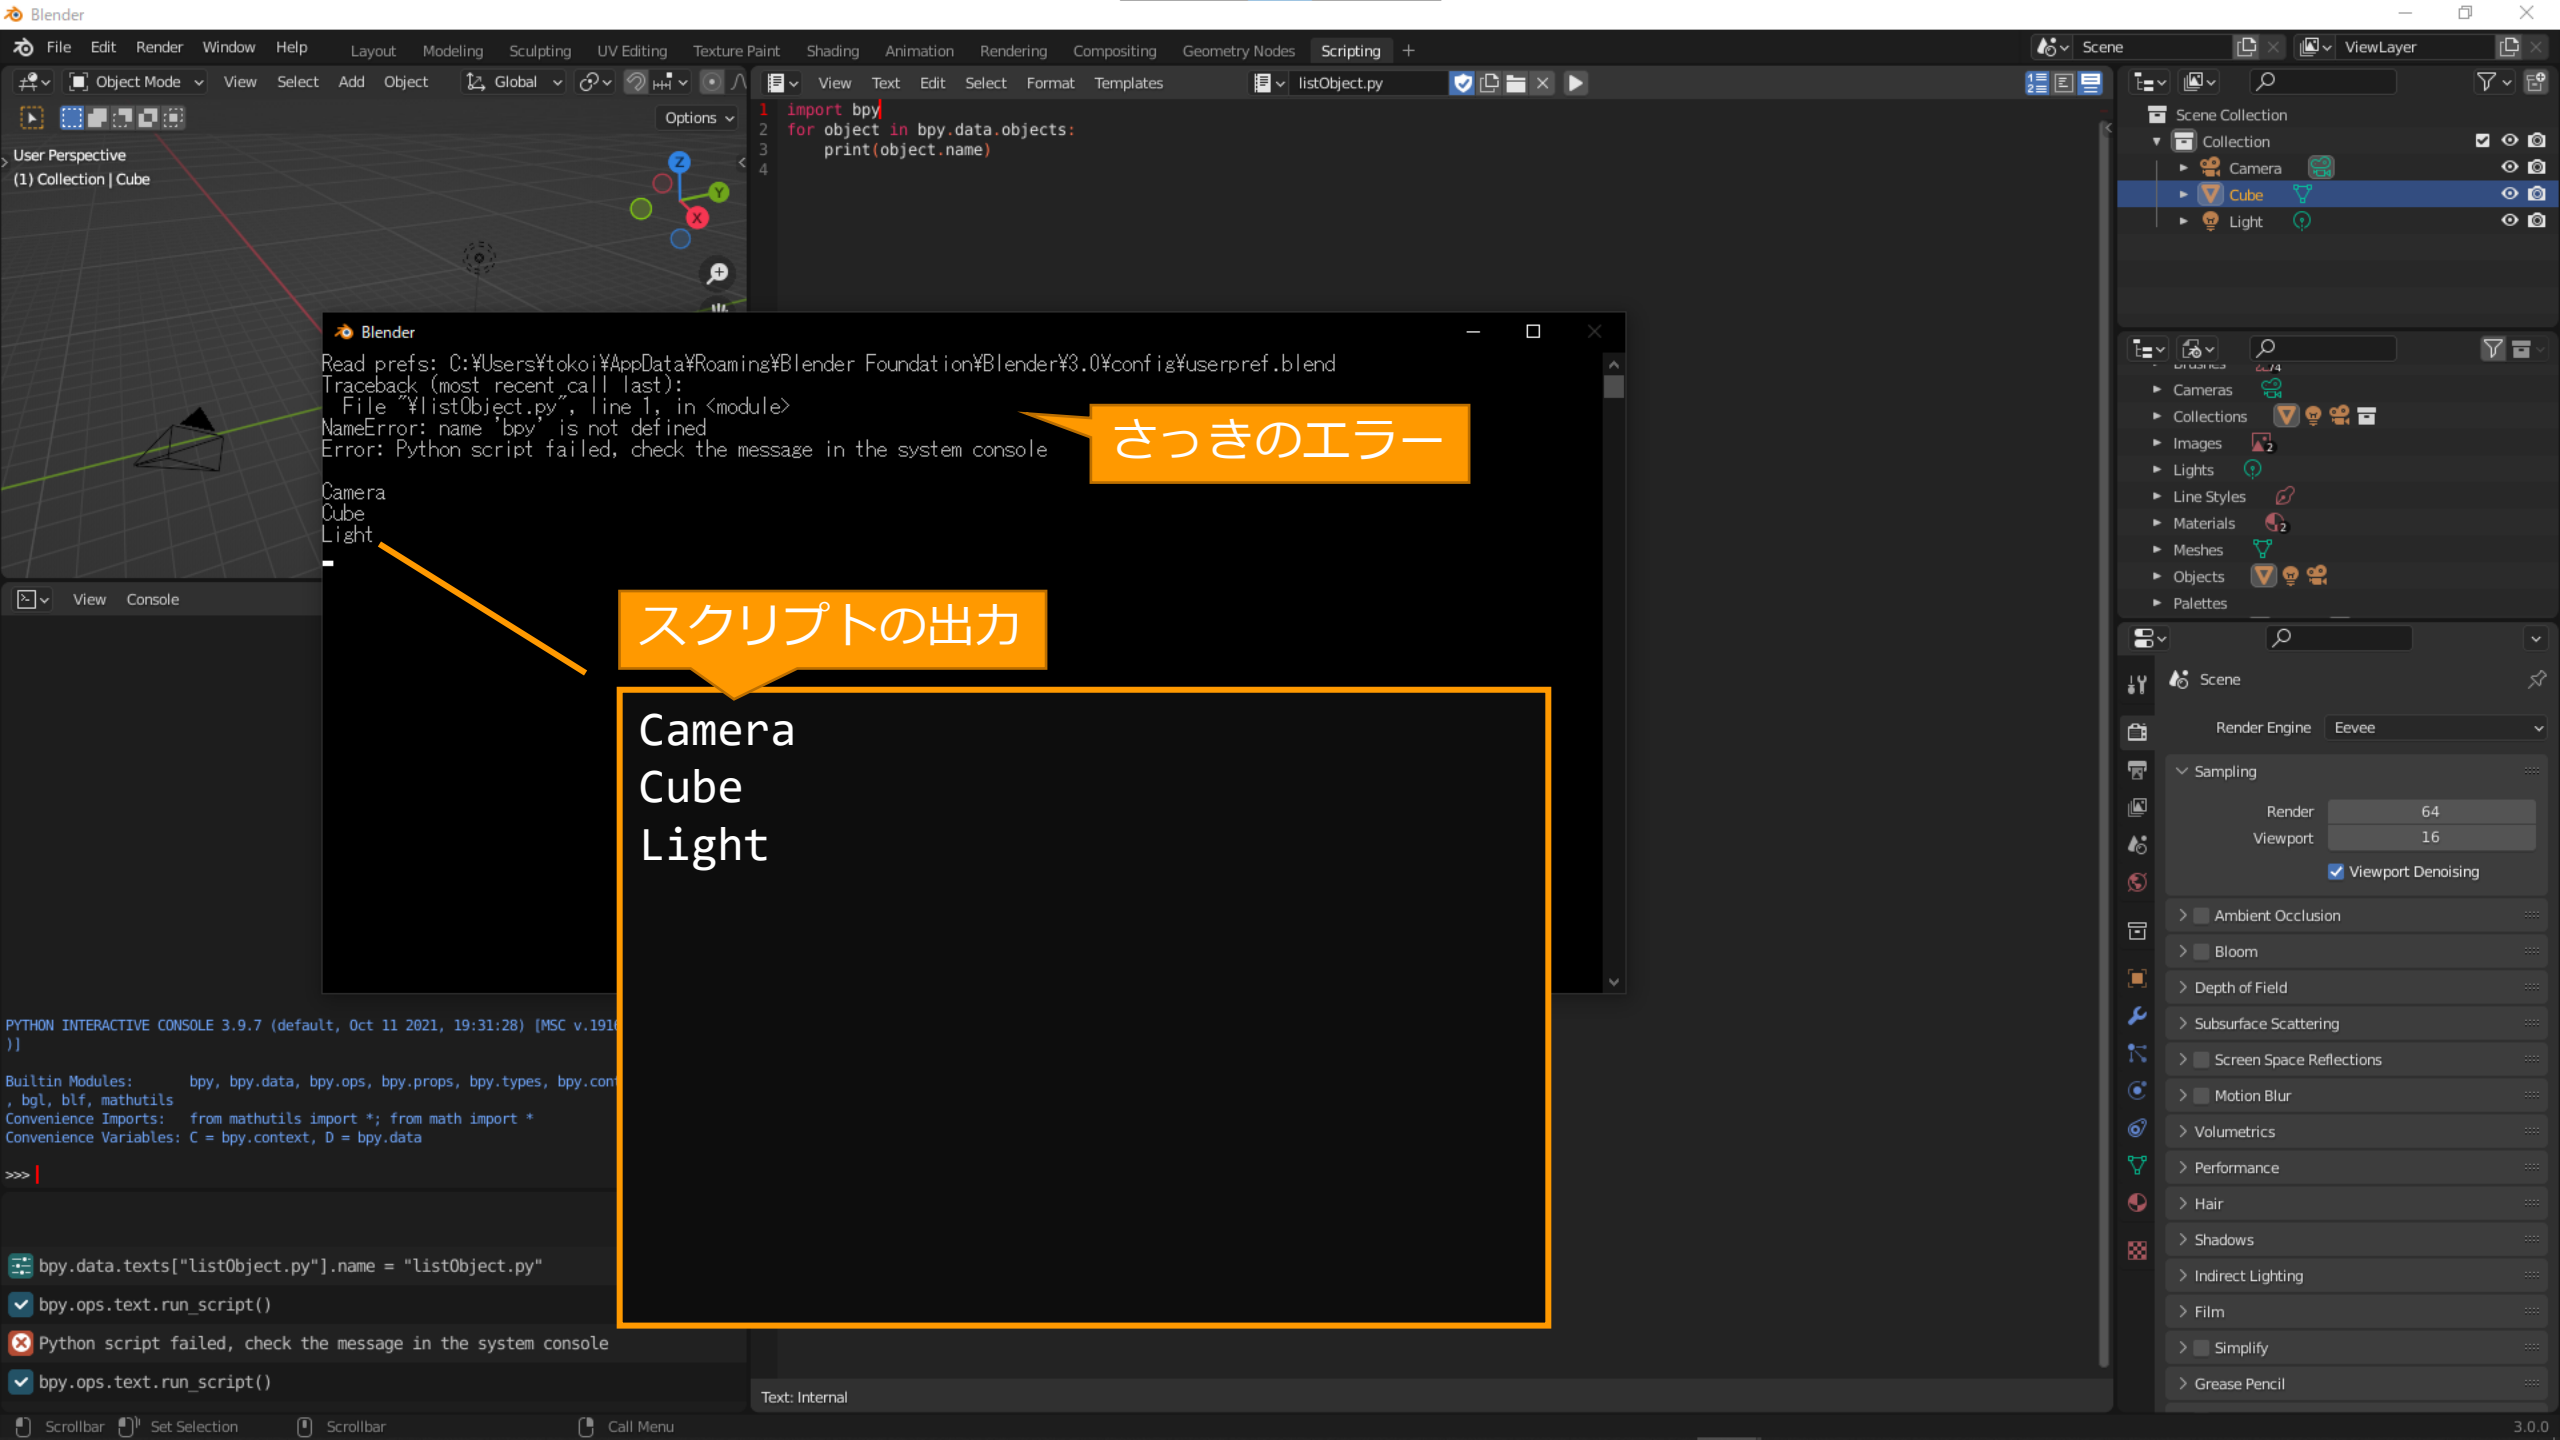 Blender
File Edit Render Window Help Layout Modeling Sculpting UV Editing Texture Paint Shading Animation Rendering Compositing Geometry Nodes Scripting + Scene ViewLayer
Object Mode View Select Add Object Global
View Text Edit Select Format Templates listObject.py
Options
User Perspective
(1) Collection | Cube
Z
Y
X
1 import bpy
2 for object in bpy.data.objects:
3 print(object.name)
4
Scene Collection
Collection
Camera
Cube
Light
Blender
Read prefs: C:¥Users¥tokoi¥AppData¥Roaming¥Blender Foundation¥Blender¥3.0¥config¥userpref.blend
Traceback (most recent call last):
File "¥listObject.py", line 1, in <module>
NameError: name 'bpy' is not defined
Error: Python script failed, check the message in the system console
Camera
Cube
Light
さっきのエラー
スクリプトの出力
Camera
Cube
Light
View Console
PYTHON INTERACTIVE CONSOLE 3.9.7 (default, Oct 11 2021, 19:31:28) [MSC v.191
)]
Builtin Modules: bpy, bpy.data, bpy.ops, bpy.props, bpy.types, bpy.con
, bgl, blf, mathutils
Convenience Imports: from mathutils import *; from math import *
Convenience Variables: C = bpy.context, D = bpy.data
>>>
bpy.data.texts["listObject.py"].name = "listObject.py"
bpy.ops.text.run_script()
Python script failed, check the message in the system console
bpy.ops.text.run_script()
Text: Internal
Brushes 74
Cameras
Collections
Images 2
Lights
Line Styles
Materials 2
Meshes
Objects
Palettes
Scene
Render Engine Eevee
Sampling
Render 64
Viewport 16
Viewport Denoising
Ambient Occlusion
Bloom
Depth of Field
Subsurface Scattering
Screen Space Reflections
Motion Blur
Volumetrics
Performance
Hair
Shadows
Indirect Lighting
Film
Simplify
Grease Pencil
Scrollbar Set Selection Scrollbar Call Menu 3.0.0